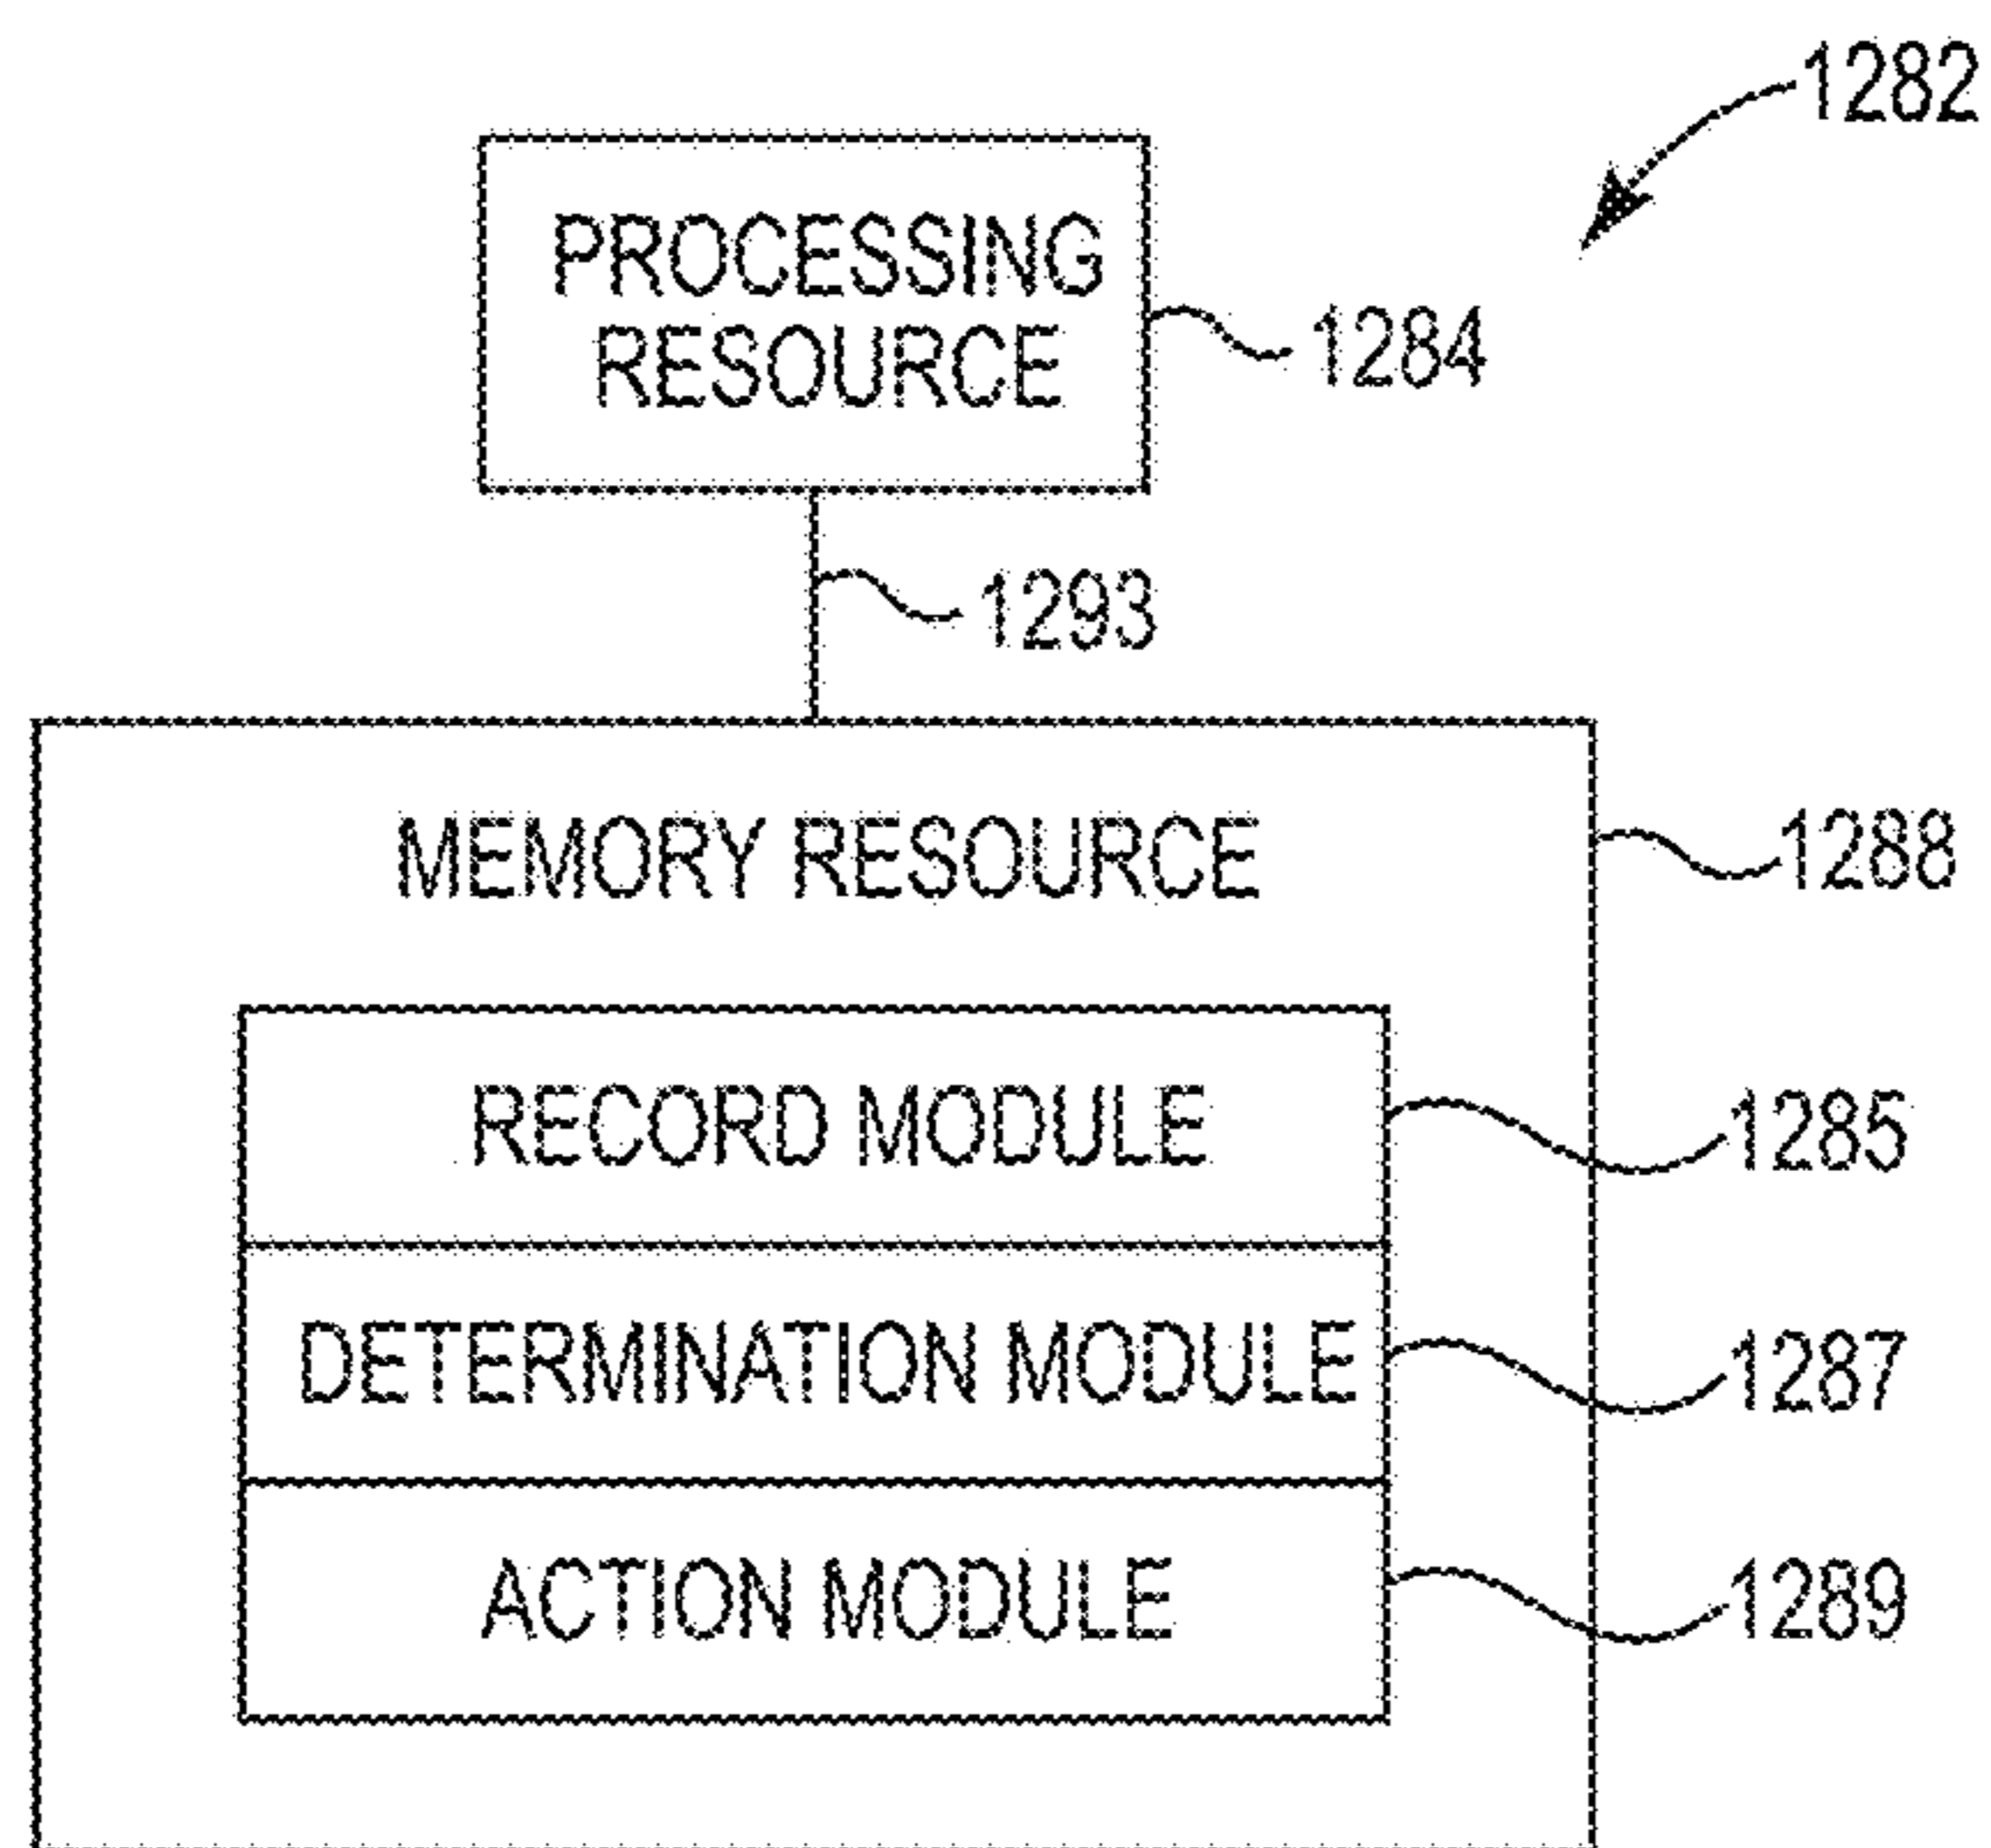 1282
PROCESSING
RESOURCE
1284
1293
MEMORY RESOURCE
1288
RECORD MODULE
1285
DETERMINATION MODULE
1287
ACTION MODULE
1289